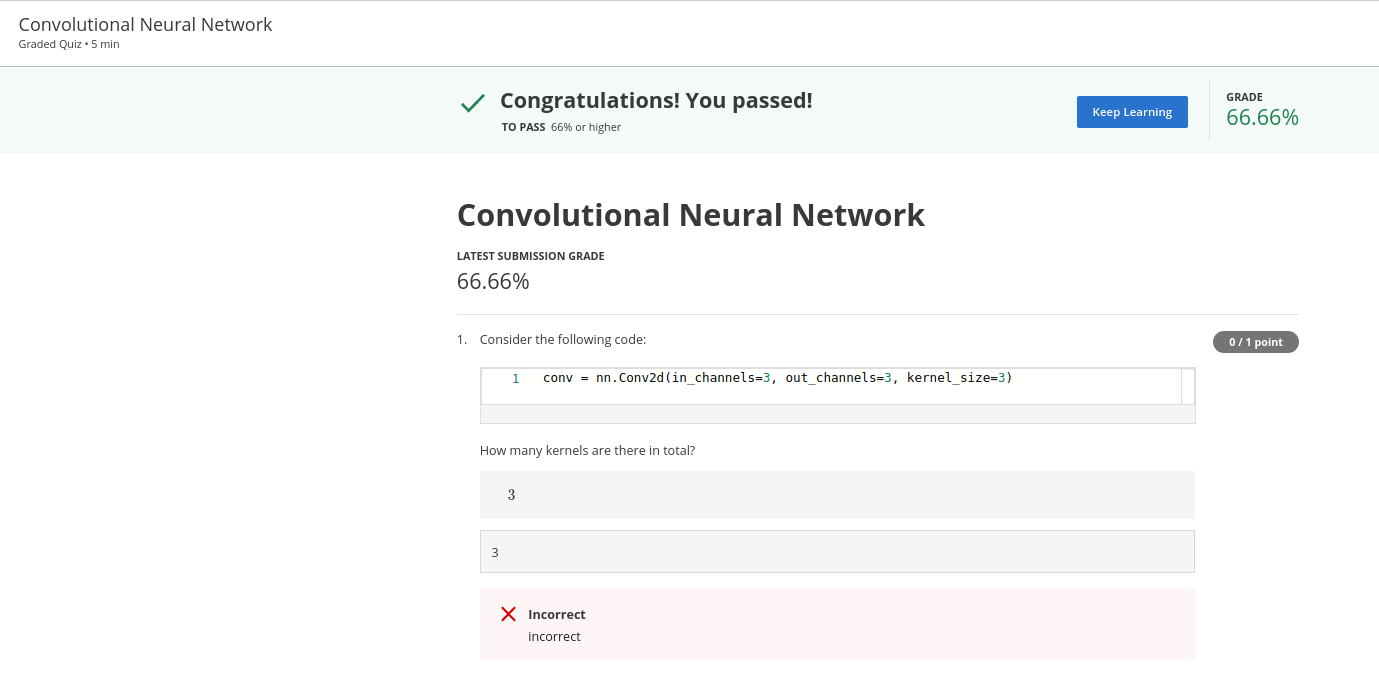 Convolutional Neural Network
Graded Quiz • 5 min
Congratulations! You passed!
TO PASS 66% or higher
Keep Learning
GRADE
66.66%
Convolutional Neural Network
LATEST SUBMISSION GRADE
66.66%
1. Consider the following code:
0 / 1 point
1 conv = nn.Conv2d(in_channels=3, out_channels=3, kernel_size=3)
How many kernels are there in total?
3
3
Incorrect
incorrect